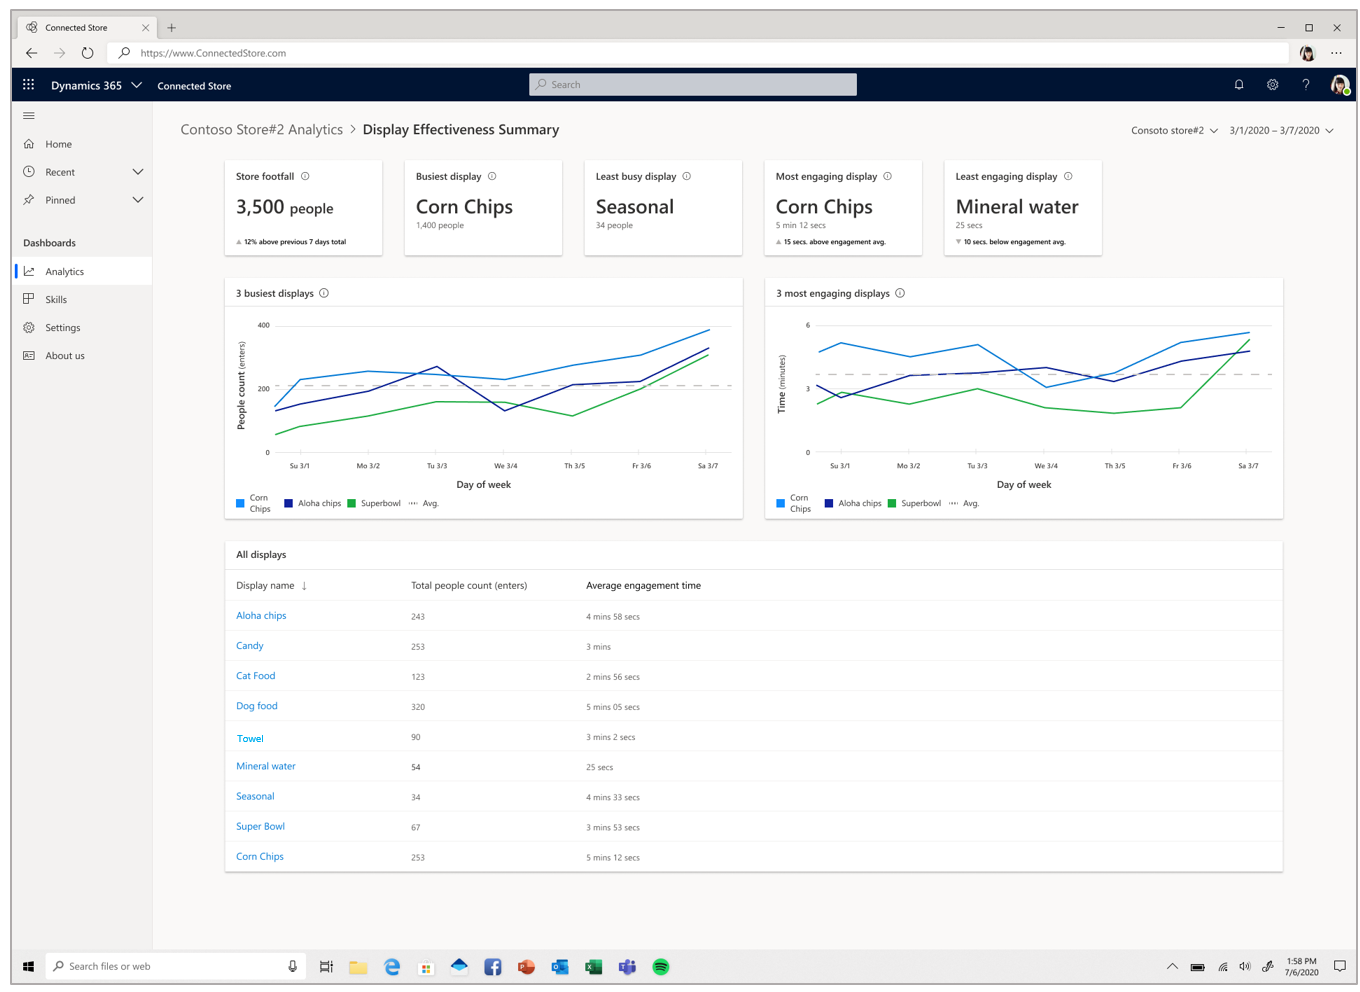 Connected Store
https://www.ConnectedStore.com
Dynamics 365
Connected Store
Search
?
Home
Recent
Pinned
Dashboards
Analytics
Skills
Settings
About us
Contoso Store#2 Analytics > Display Effectiveness Summary
Consoto store#2
3/1/2020 – 3/7/2020
Store footfall
3,500 people
12% above previous 7 days total
Busiest display
Corn Chips
1,400 people
Least busy display
Seasonal
34 people
Most engaging display
Corn Chips
5 min 12 secs
15 secs. above engagement avg.
Least engaging display
Mineral water
25 secs
10 secs. below engagement avg.
3 busiest displays
People count (enters)
400
200
0
Su 3/1 Mo 3/2 Tu 3/3 We 3/4 Th 3/5 Fr 3/6 Sa 3/7
Day of week
Corn
Chips
Aloha chips
Superbowl
Avg.
3 most engaging displays
Time (minutes)
6
3
0
Su 3/1 Mo 3/2 Tu 3/3 We 3/4 Th 3/5 Fr 3/6 Sa 3/7
Day of week
Corn
Chips
Aloha chips
Superbowl
Avg.
All displays
Display name ↓ Total people count (enters) Average engagement time
Aloha chips 243 4 mins 58 secs
Candy 253 3 mins
Cat Food 123 2 mins 56 secs
Dog food 320 5 mins 05 secs
Towel 90 3 mins 2 secs
Mineral water 54 25 secs
Seasonal 34 4 mins 33 secs
Super Bowl 67 3 mins 53 secs
Corn Chips 253 5 mins 12 secs
Search files or web
1:58 PM
7/6/2020